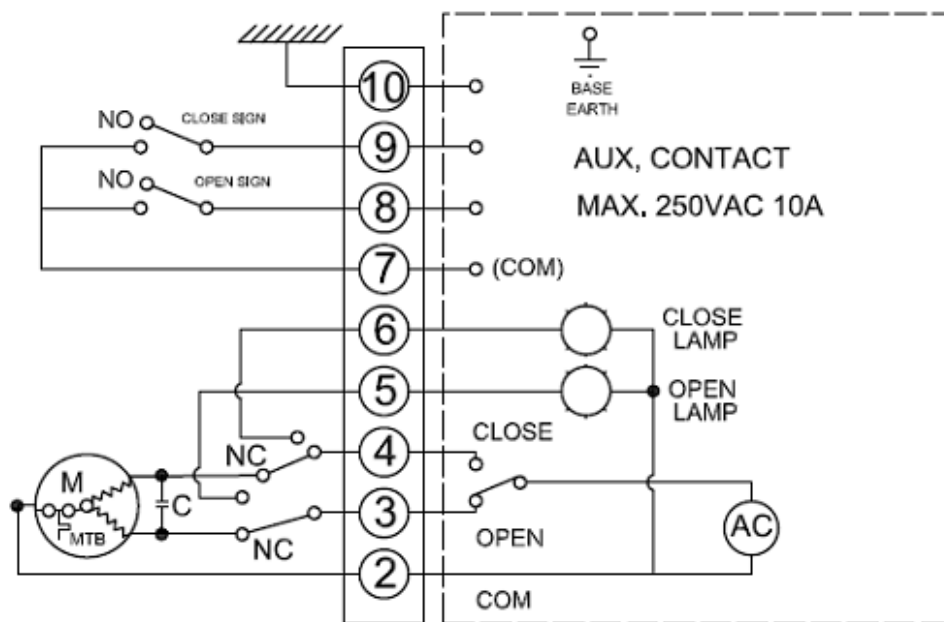 10
BASE
EARTH
NO
CLOSE SIGN
9
AUX, CONTACT
NO
OPEN SIGN
8
MAX. 250VAC 10A
7
(COM)
6
CLOSE
LAMP
5
OPEN
LAMP
CLOSE
4
NC
M
C
MTB
3
OPEN
AC
NC
2
COM